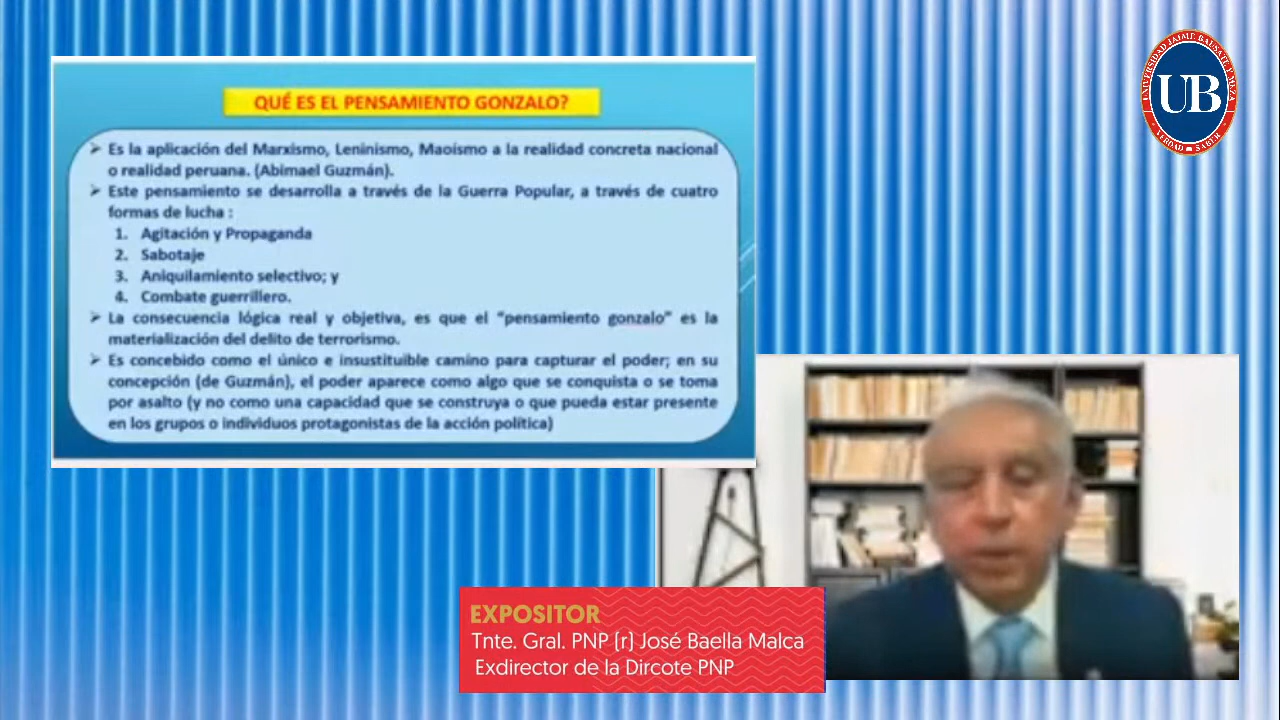 QUÉ ES EL PENSAMIENTO GONZALO?
➢ Es la aplicación del Marxismo, Leninismo, Maoísmo a la realidad concreta nacional
o realidad peruana. (Abimael Guzmán).
➢ Este pensamiento se desarrolla a través de la Guerra Popular, a través de cuatro
formas de lucha :
1. Agitación y Propaganda
2. Sabotaje
3. Aniquilamiento selectivo; y
4. Combate guerrillero.
➢ La consecuencia lógica real y objetiva, es que el “pensamiento gonzalo” es la
materialización del delito de terrorismo.
➢ Es concebido como el único e insustituible camino para capturar el poder; en su
concepción (de Guzmán), el poder aparece como algo que se conquista o se toma
por asalto (y no como una capacidad que se construya o que pueda estar presente
en los grupos o individuos protagonistas de la acción política)
UNIVERSIDAD JAIME BAUSATE Y MEZA
UB
VERDAD SABER
EXPOSITOR
Tnte. Gral. PNP (r) José Baella Malca
Exdirector de la Dircote PNP